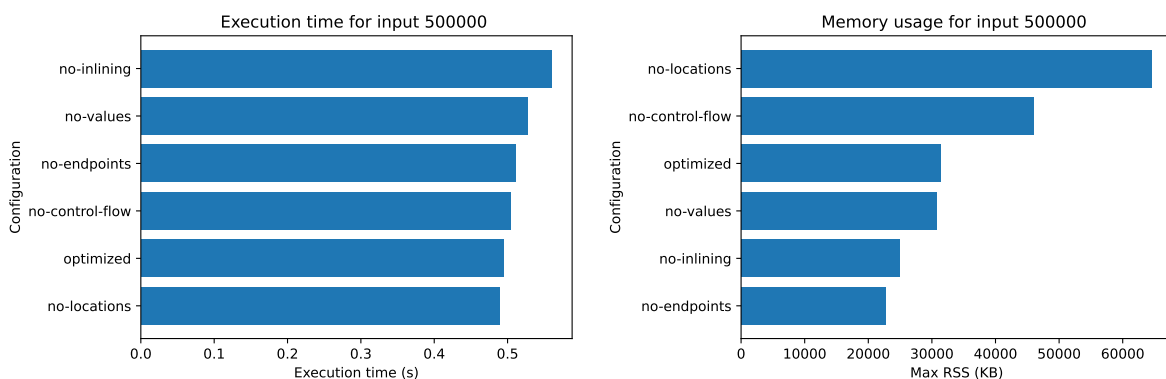 Execution time for input 500000
Configuration
no-inlining
no-values
no-endpoints
no-control-flow
optimized
no-locations
0.0 0.1 0.2 0.3 0.4 0.5
Execution time (s)
Memory usage for input 500000
Configuration
no-locations
no-control-flow
optimized
no-values
no-inlining
no-endpoints
0 10000 20000 30000 40000 50000 60000
Max RSS (KB)